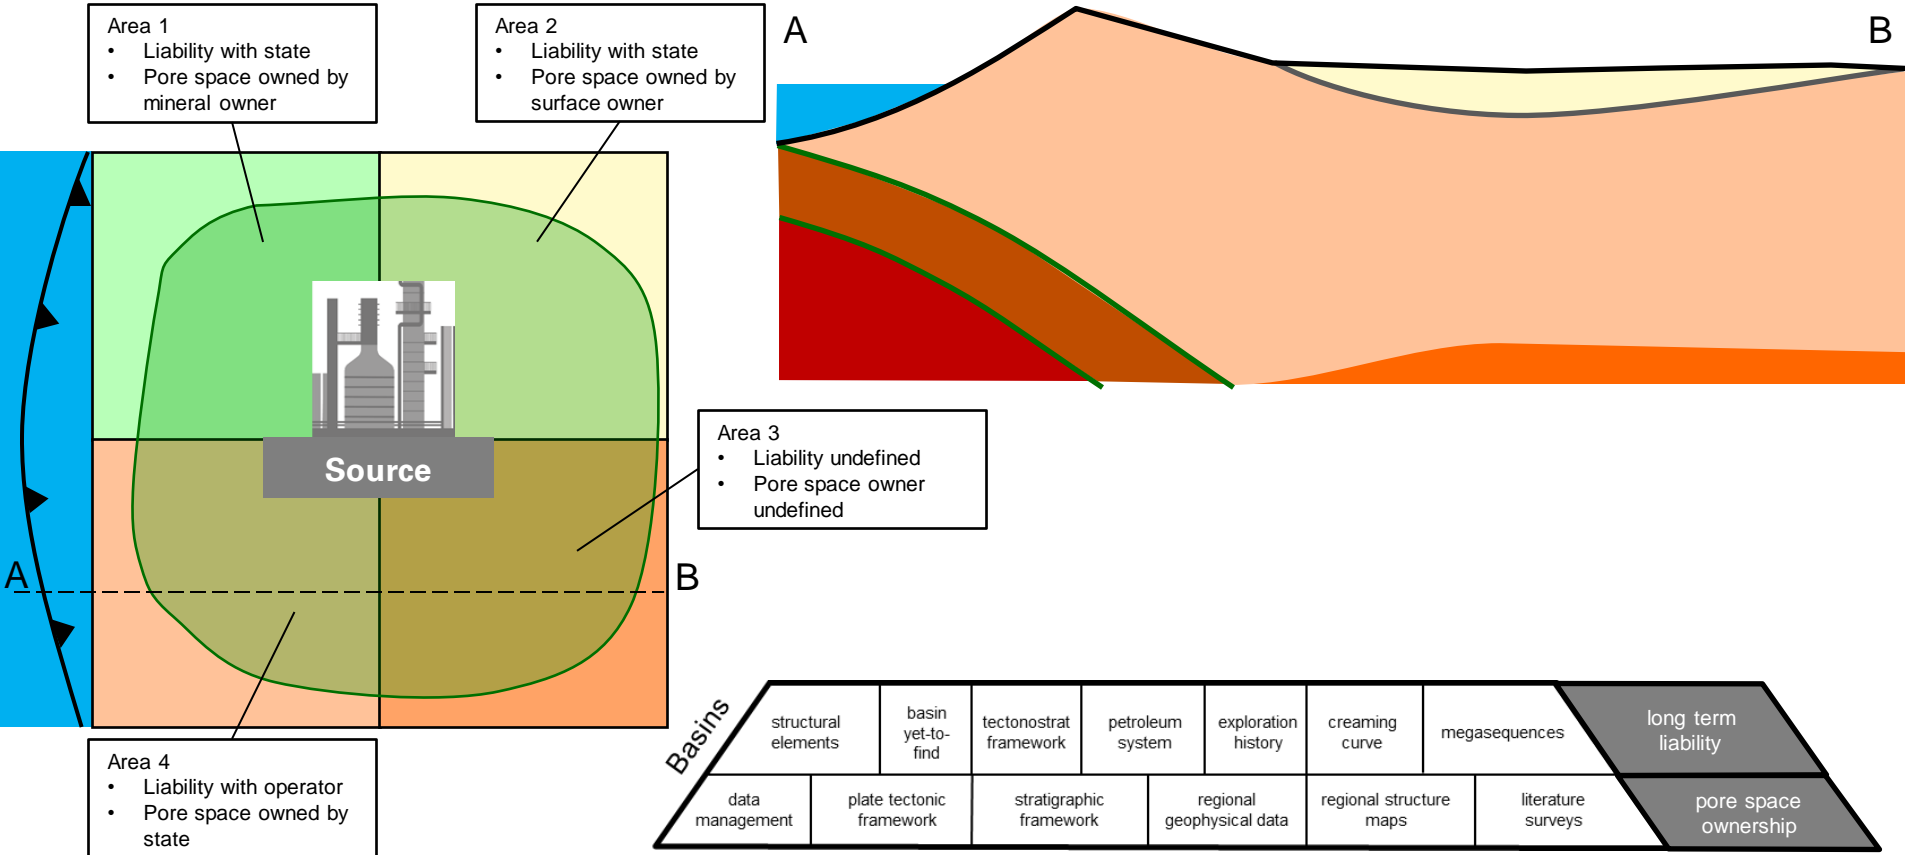 Area 1
• Liability with state
• Pore space owned by
mineral owner
Area 2
• Liability with state
• Pore space owned by
surface owner
A
B
Source
Area 3
• Liability undefined
• Pore space owner
undefined
A
B
Area 4
• Liability with operator
• Pore space owned by
state
Basins
structural
elements
basin
yet-to-
find
tectonostrat
framework
petroleum
system
exploration
history
creaming
curve
megasequences
long term
liability
data
management
plate tectonic
framework
stratigraphic
framework
regional
geophysical data
regional structure
maps
literature
surveys
pore space
ownership